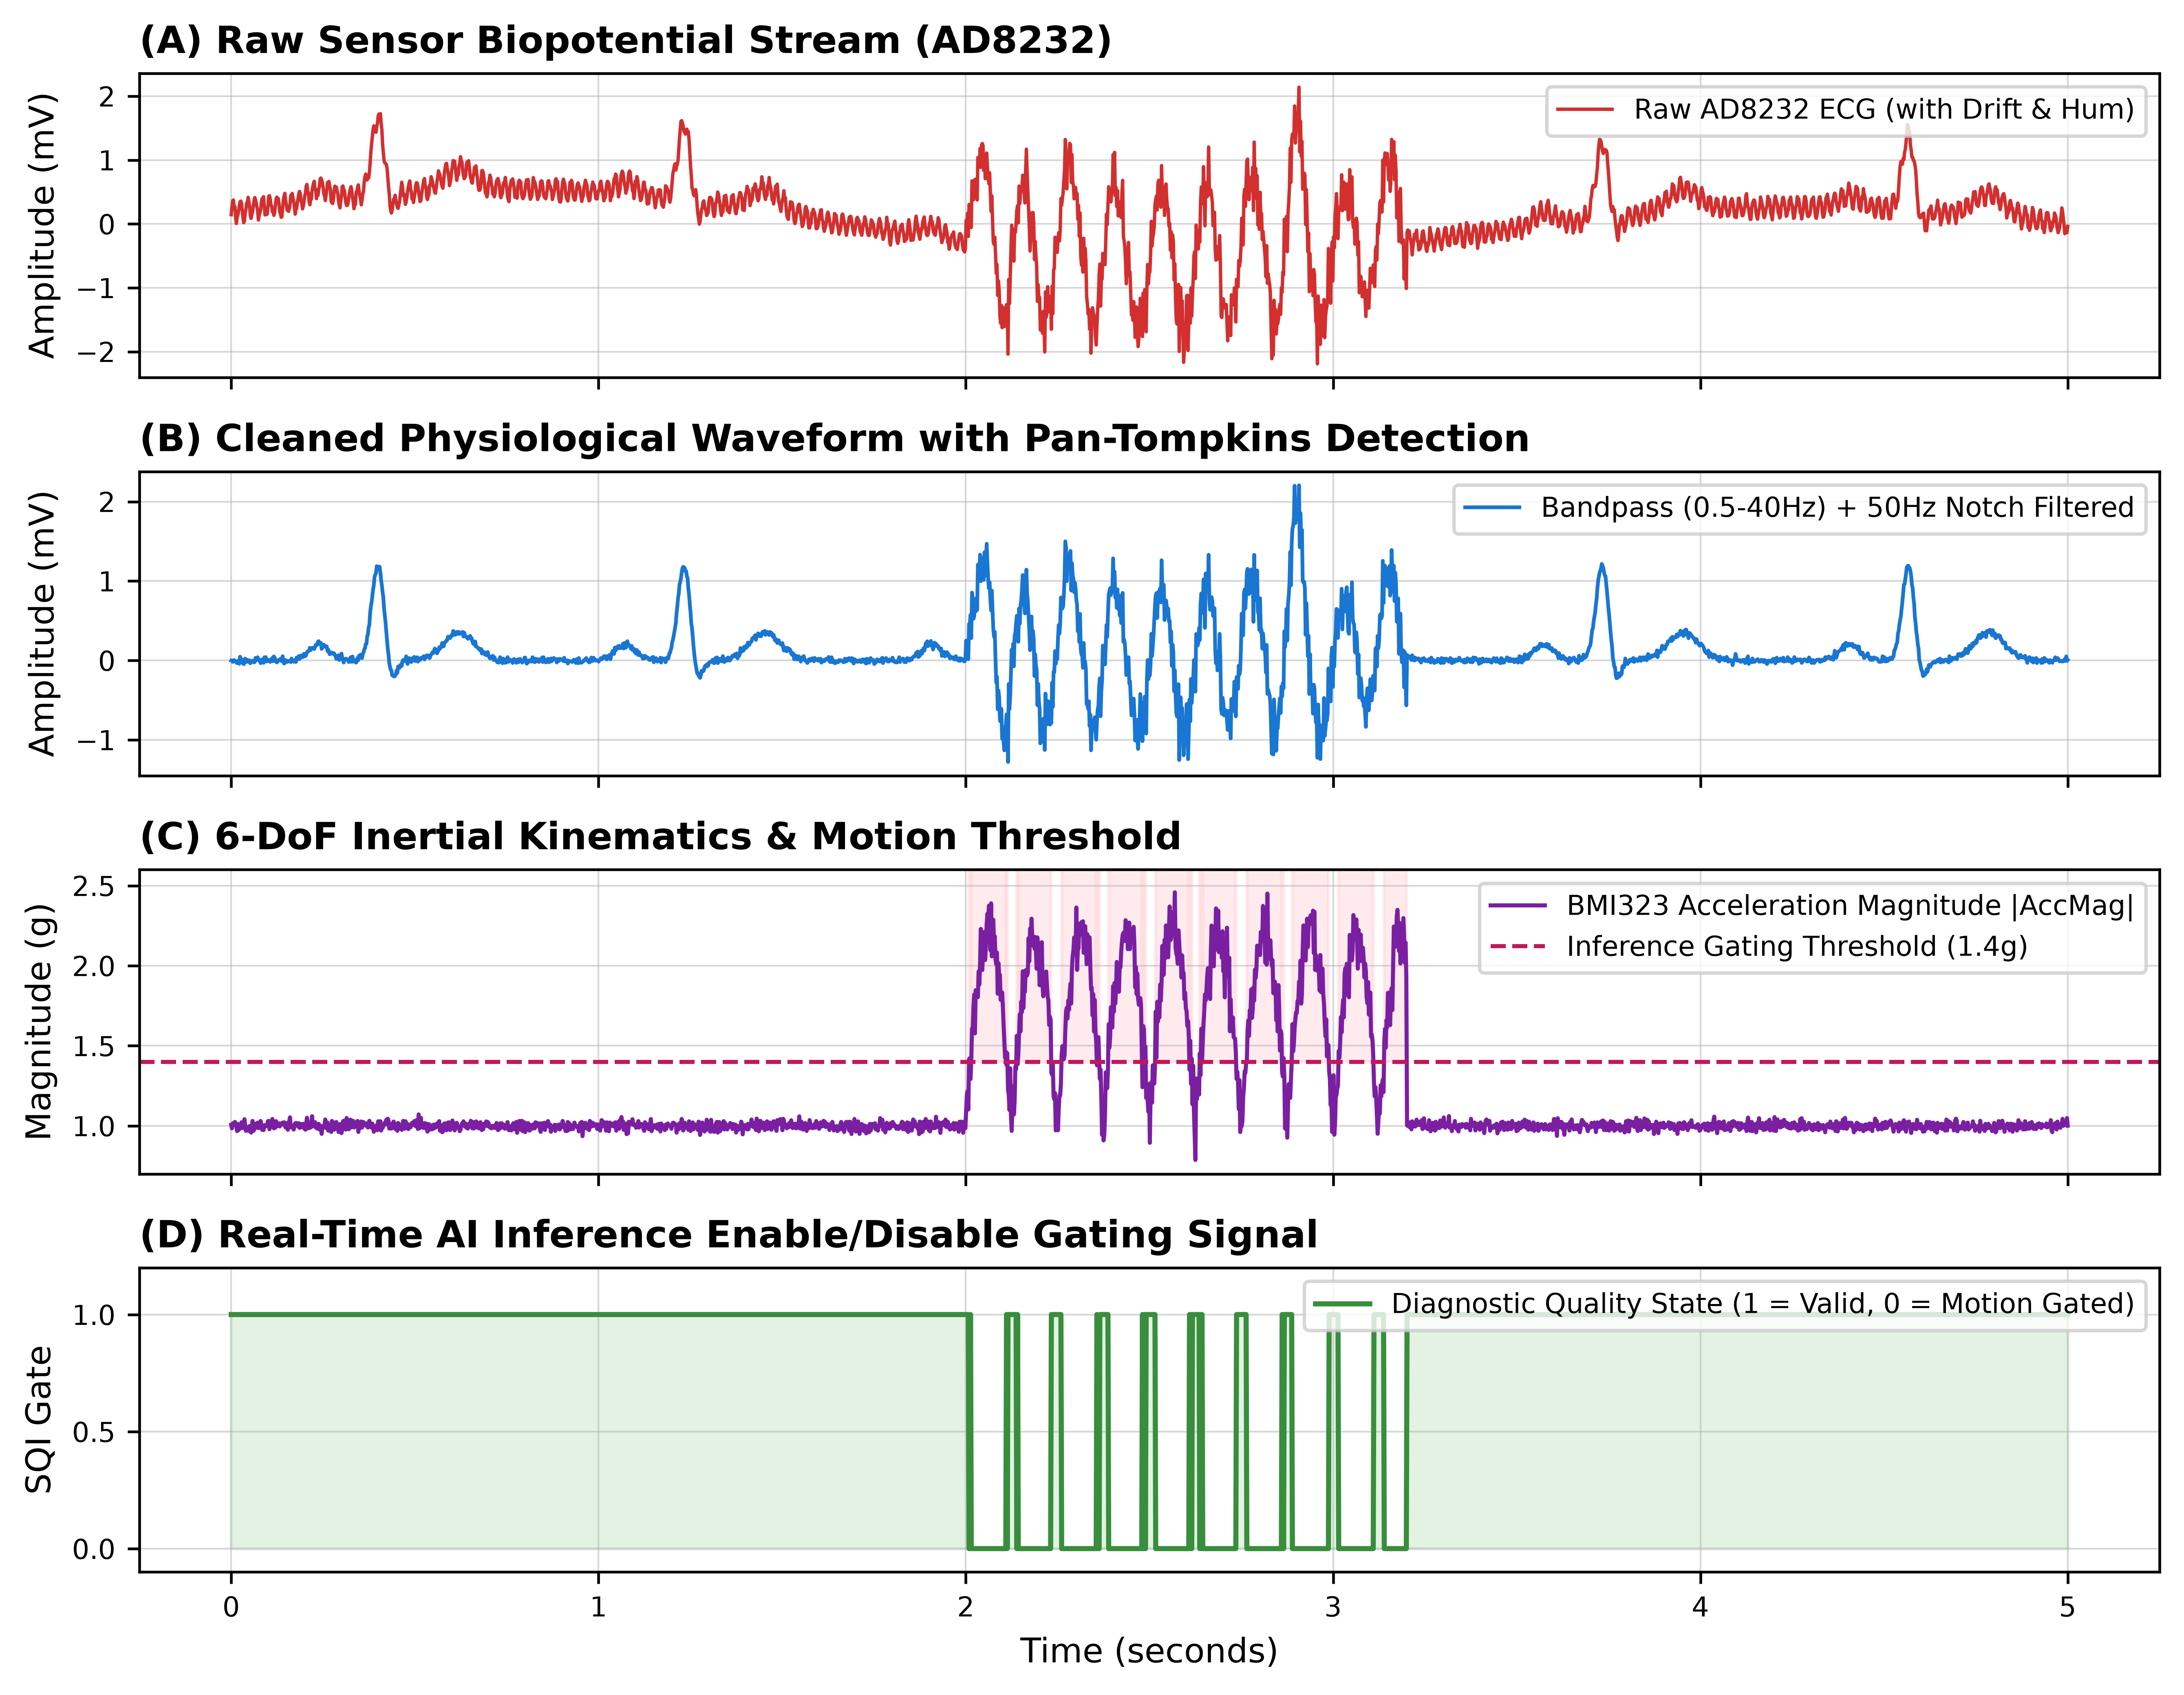 (A) Raw Sensor Biopotential Stream (AD8232)
Amplitude (mV)
2
1
0
−1
−2
Raw AD8232 ECG (with Drift & Hum)
(B) Cleaned Physiological Waveform with Pan-Tompkins Detection
Amplitude (mV)
2
1
0
−1
Bandpass (0.5-40Hz) + 50Hz Notch Filtered
(C) 6-DoF Inertial Kinematics & Motion Threshold
Magnitude (g)
2.5
2.0
1.5
1.0
BMI323 Acceleration Magnitude |AccMag|
Inference Gating Threshold (1.4g)
(D) Real-Time AI Inference Enable/Disable Gating Signal
SQI Gate
1.0
0.5
0.0
Diagnostic Quality State (1 = Valid, 0 = Motion Gated)
0 1 2 3 4 5
Time (seconds)